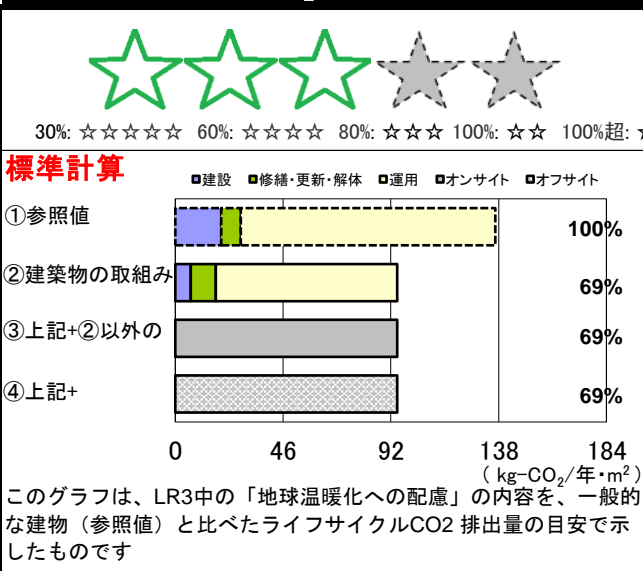 30%: ☆☆☆☆☆ 60%: ☆☆☆☆ 80%: ☆☆☆ 100%: ☆☆ 100%超:
標準計算
建設 修繕・更新・解体 運用 オンサイト オフサイト
①参照値 100%
②建築物の取組み 69%
③上記+②以外の 69%
④上記+ 69%
0 46 92 138 184
( kg-CO₂/年・m²)
このグラフは、LR3中の「地球温暖化への配慮」の内容を、一般的
な建物（参照値）と比べたライフサイクルCO2 排出量の目安で示
したものです